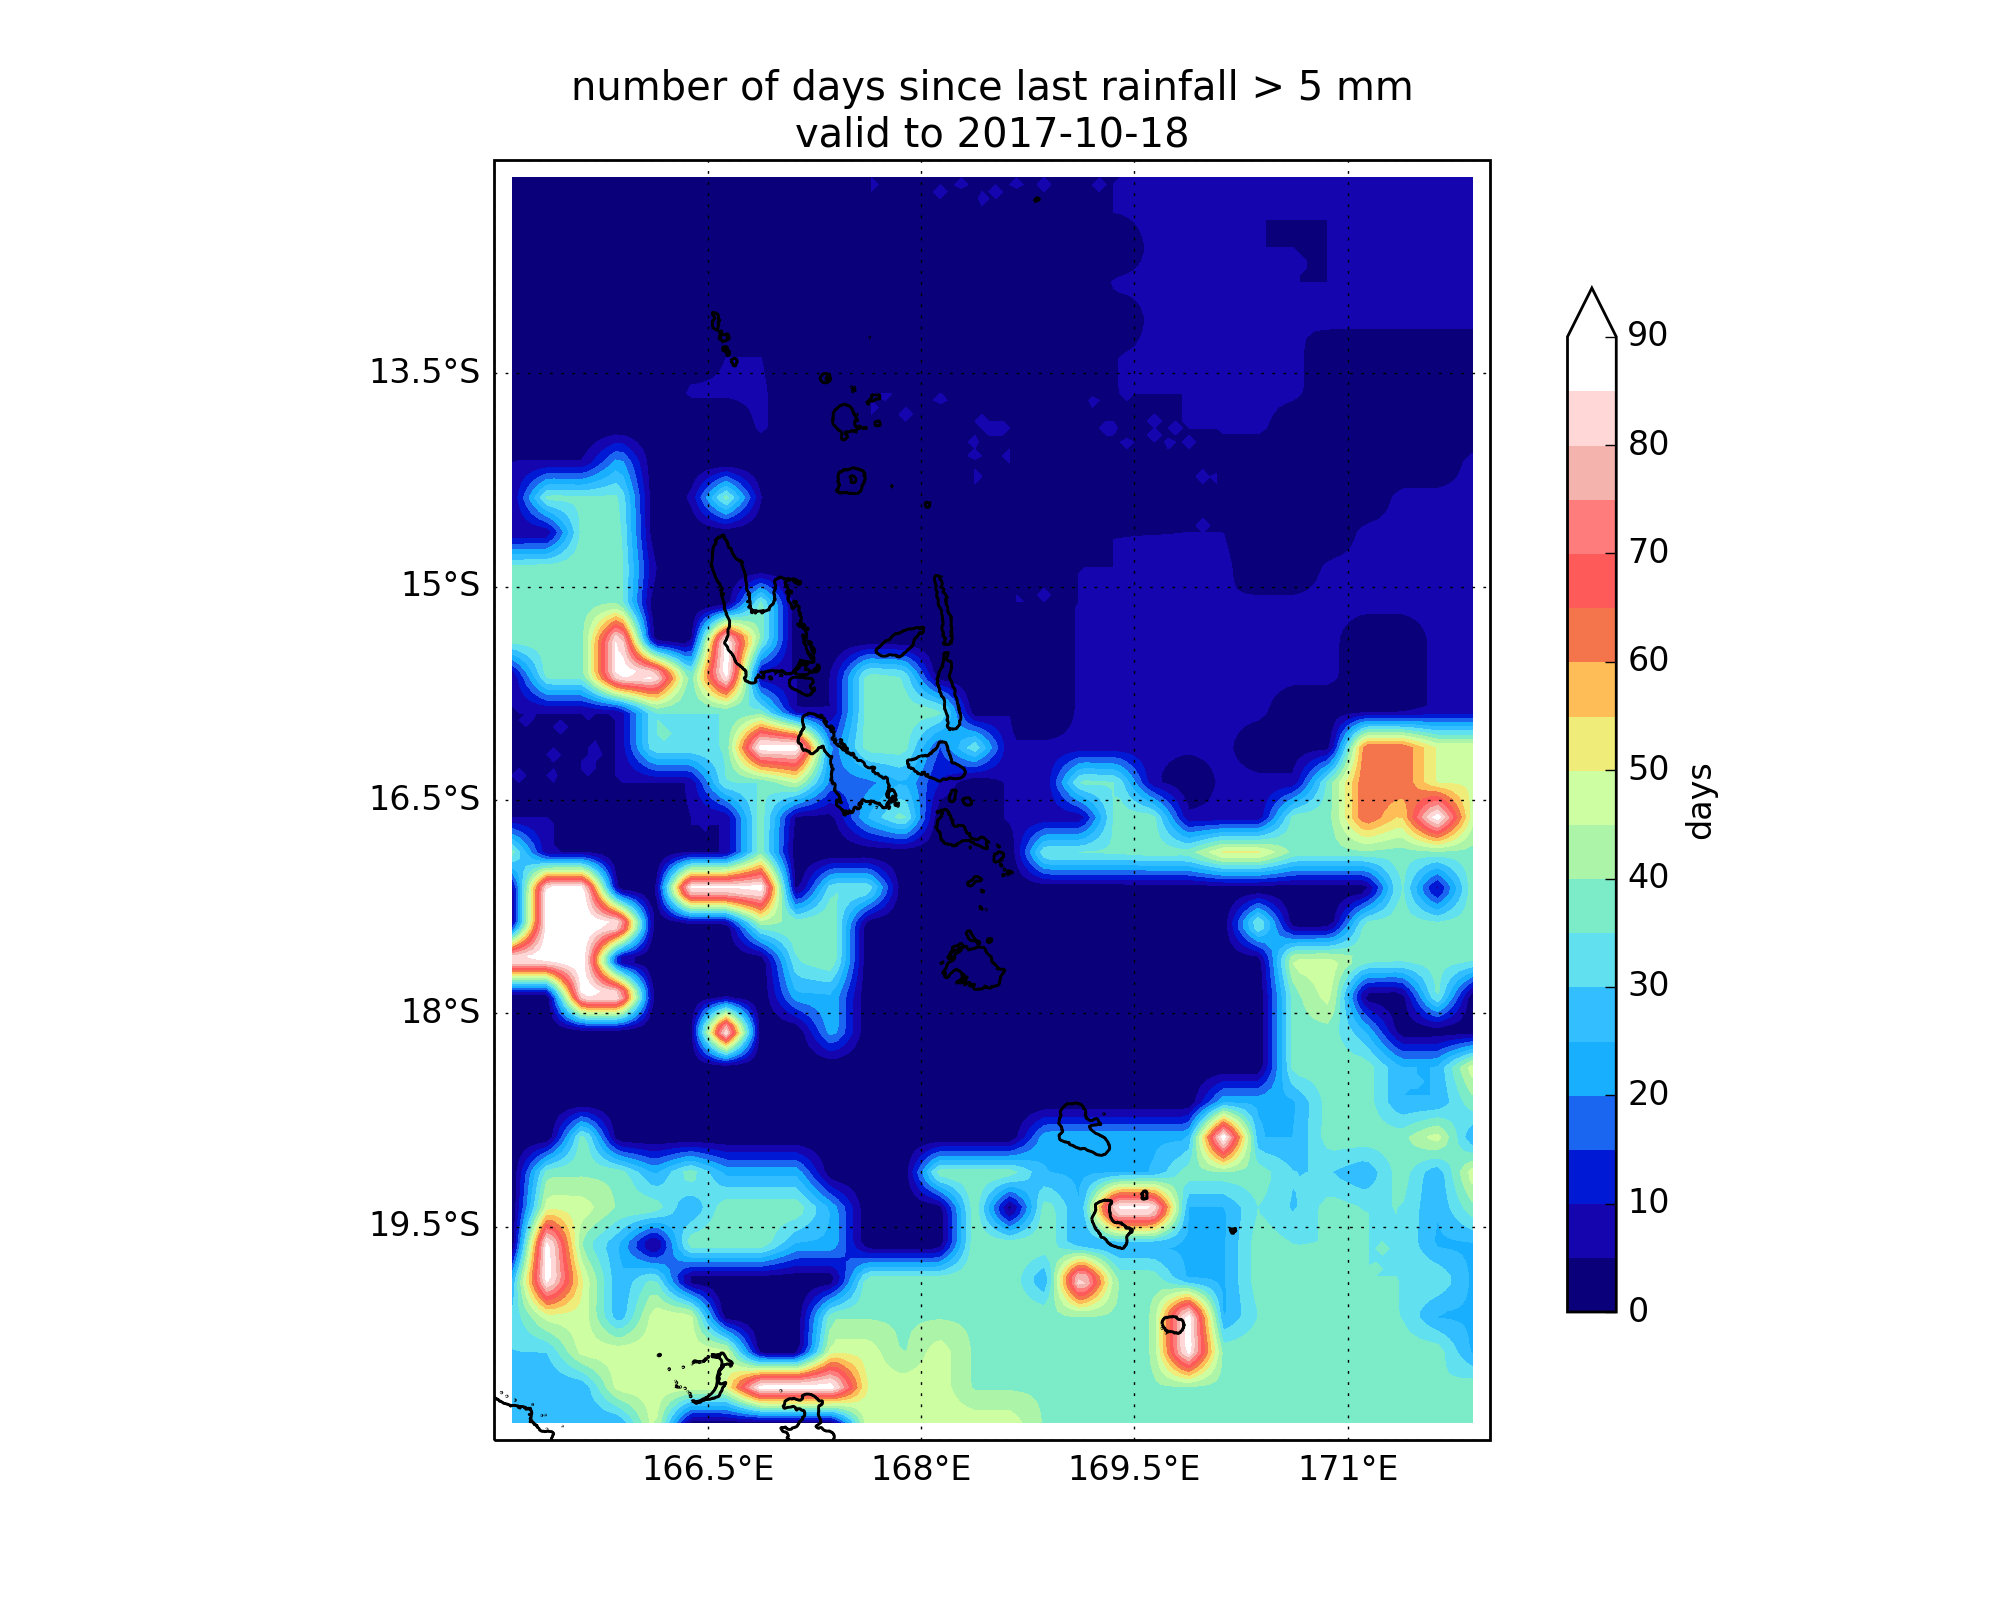 number of days since last rainfall > 5 mm
valid to 2017-10-18
13.5°S
15°S
16.5°S
18°S
19.5°S
166.5°E
168°E
169.5°E
171°E
90
80
70
60
50
40
30
20
10
0
days